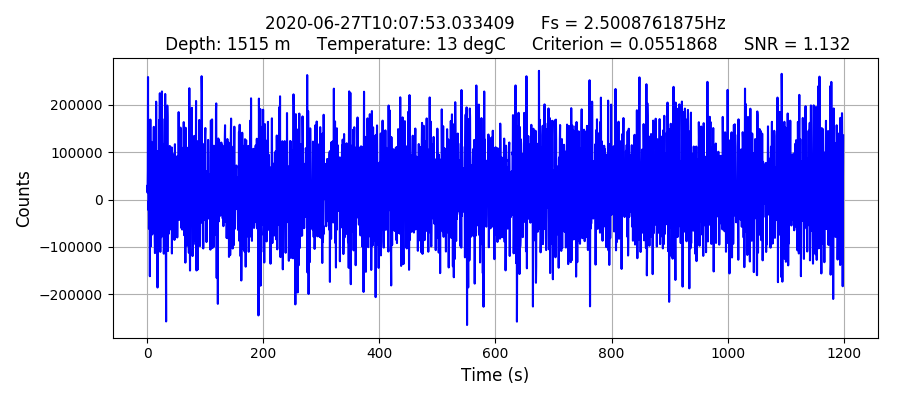 2020-06-27T10:07:53.033409 Fs = 2.5008761875Hz
Depth: 1515 m Temperature: 13 degC Criterion = 0.0551868 SNR = 1.132
200000
100000
0
−100000
−200000
Counts
0 200 400 600 800 1000 1200
Time (s)